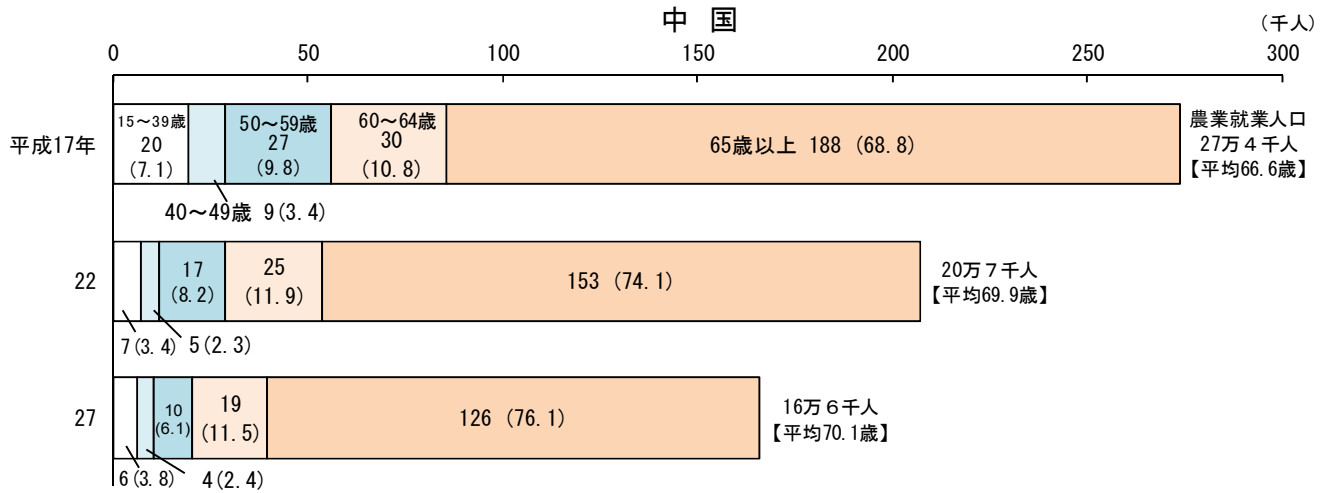 中 国
(千人)
0 50 100 150 200 250 300
平成17年
15～39歳
20
(7.1)
50～59歳
27
(9.8)
60～64歳
30
(10.8)
65歳以上 188 (68.8)
農業就業人口
27万４千人
【平均66.6歳】
40～49歳 9(3.4)
22
17
(8.2)
25
(11.9)
153 (74.1)
20万７千人
【平均69.9歳】
7(3.4) 5(2.3)
27
10
(6.1)
19
(11.5)
126 (76.1)
16万６千人
【平均70.1歳】
6(3.8) 4(2.4)